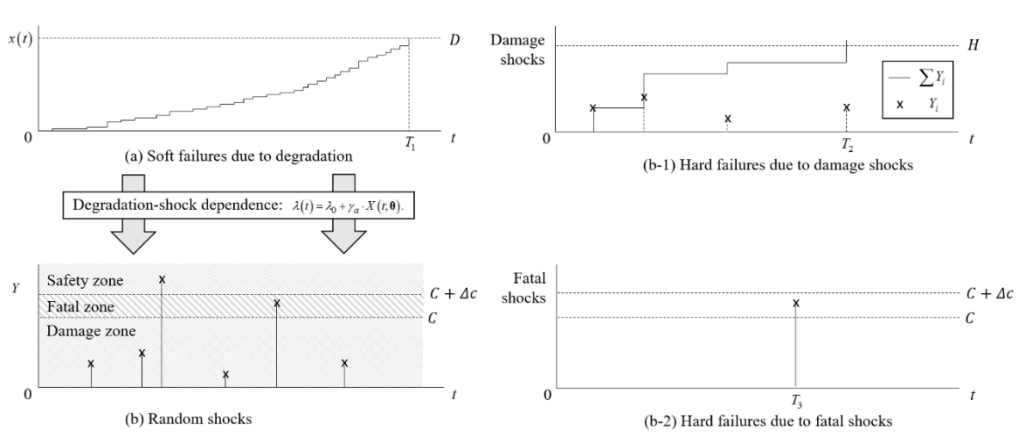 x(t)
D
0
T₁
t
(a) Soft failures due to degradation
Degradation-shock dependence: λ(t) = λ₀ + γₐ · X(t;θ).
Y
Safety zone
Fatal zone
Damage zone
C + Δc
C
0
t
(b) Random shocks
Damage
shocks
H
∑Yᵢ
x Yᵢ
0
T₂
t
(b-1) Hard failures due to damage shocks
Fatal
shocks
C + Δc
C
0
T₃
t
(b-2) Hard failures due to fatal shocks